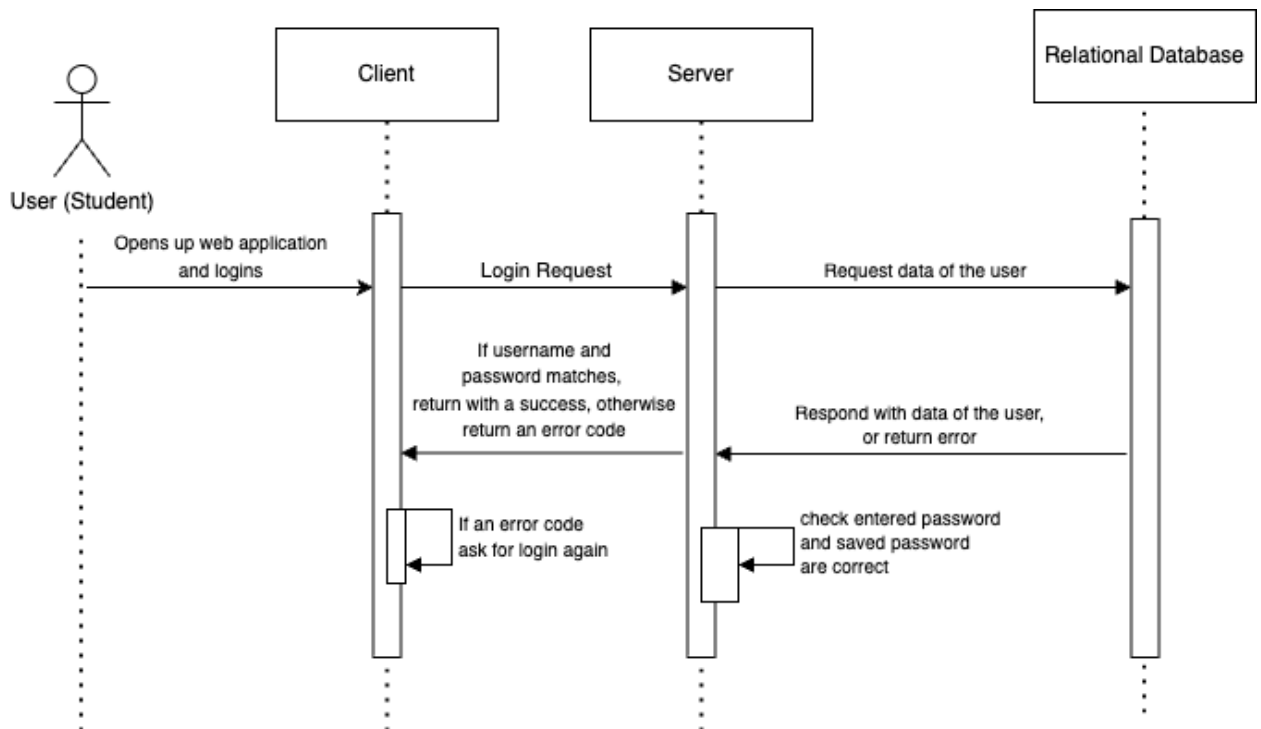 Client
Server
Relational Database
User (Student)
Opens up web application
and logins
Login Request
Request data of the user
If username and
password matches,
return with a success, otherwise
return an error code
Respond with data of the user,
or return error
If an error code
ask for login again
check entered password
and saved password
are correct